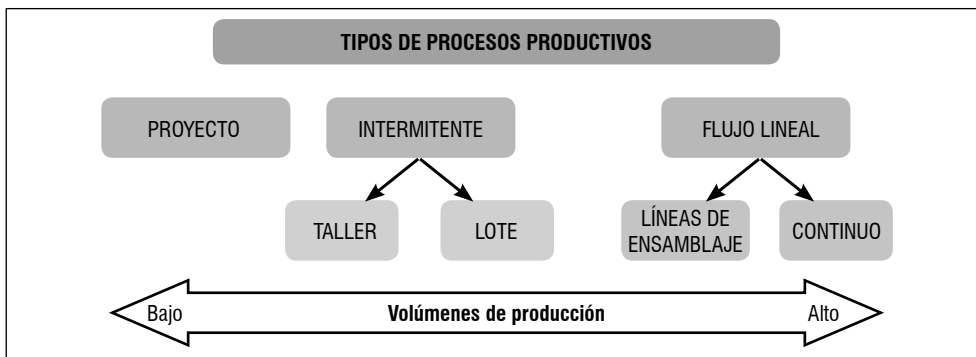 TIPOS DE PROCESOS PRODUCTIVOS
PROYECTO
INTERMITENTE
FLUJO LINEAL
TALLER
LOTE
LÍNEAS DE
ENSAMBLAJE
CONTINUO
Bajo
Volúmenes de producción
Alto